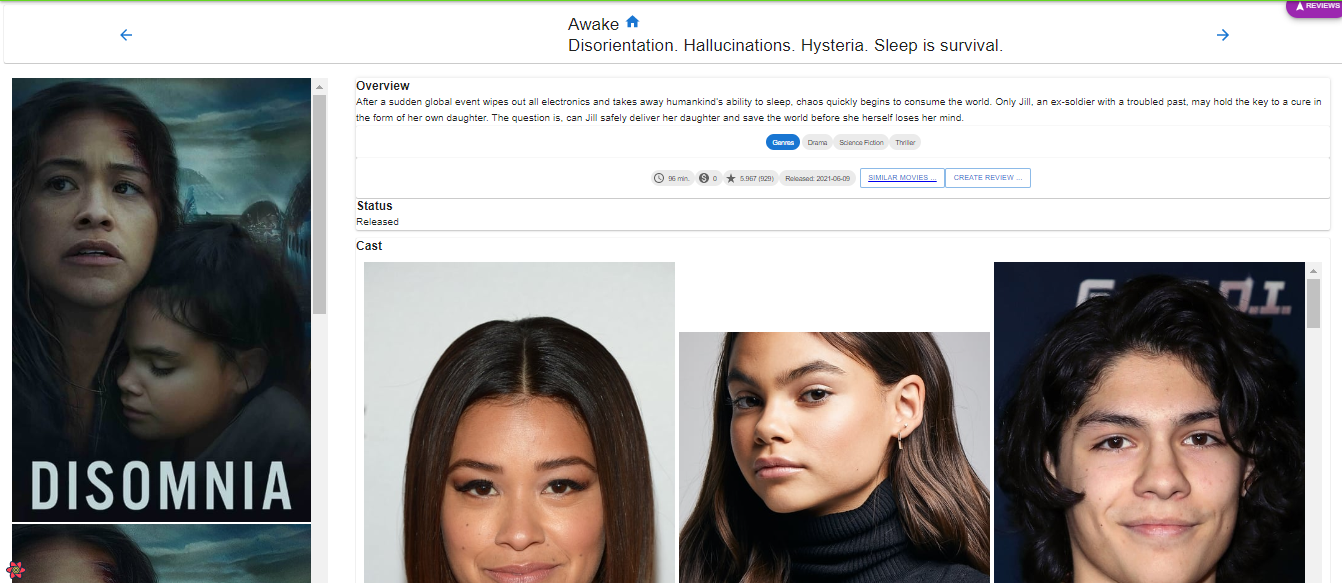 REVIEWS
Awake
Disorientation. Hallucinations. Hysteria. Sleep is survival.
DISOMNIA
Overview
After a sudden global event wipes out all electronics and takes away humankind's ability to sleep, chaos quickly begins to consume the world. Only Jill, an ex-soldier with a troubled past, may hold the key to a cure in
the form of her own daughter. The question is, can Jill safely deliver her daughter and save the world before she herself loses her mind.
Genres Drama Science Fiction Thriller
96 min. 0 5.967 (929) Released: 2021-06-09 SIMILAR MOVIES ... CREATE REVIEW ...
Status
Released
Cast